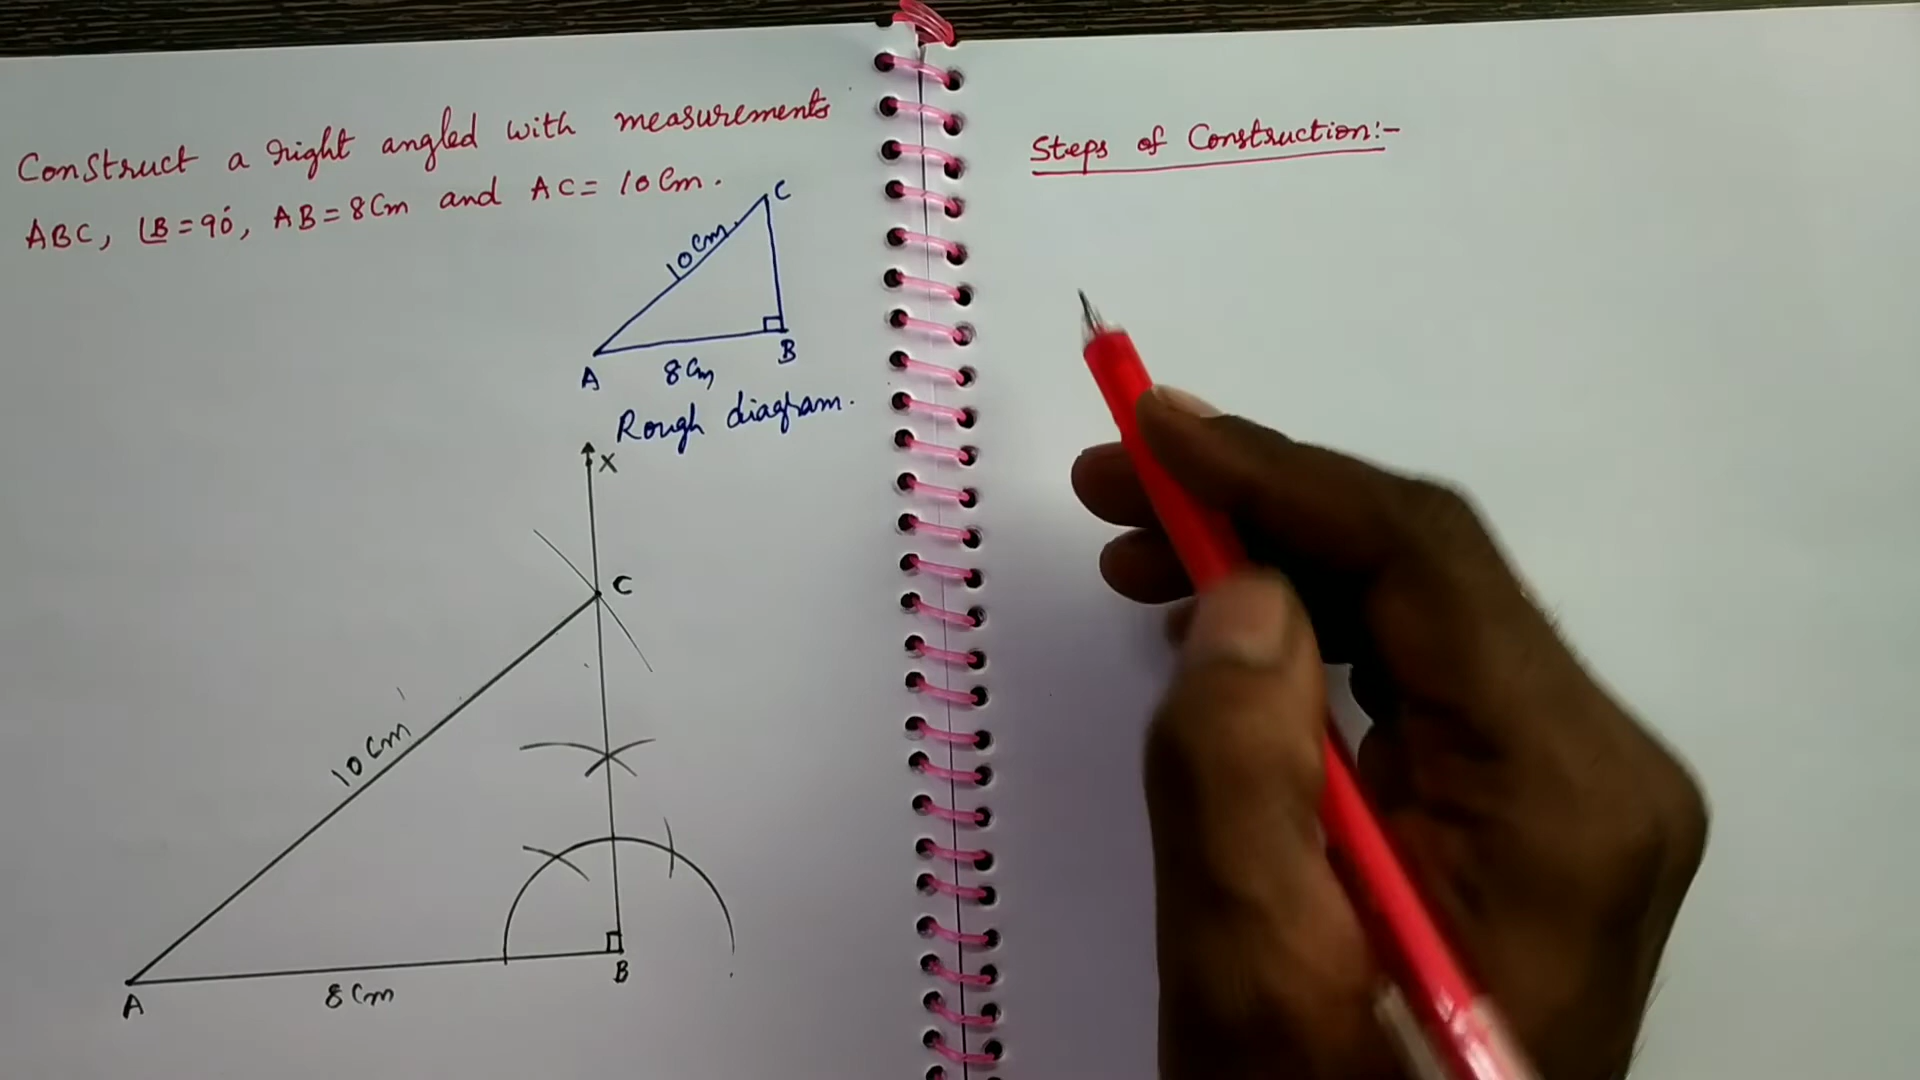 Construct a right angled with measurements
ABC, ∠B = 90°, AB = 8 Cm and AC = 10 Cm.
C
10 Cm.
A
8 Cm
B
Rough diagram.
X
C
10 Cm
A
8 Cm
B
Steps of Construction:-